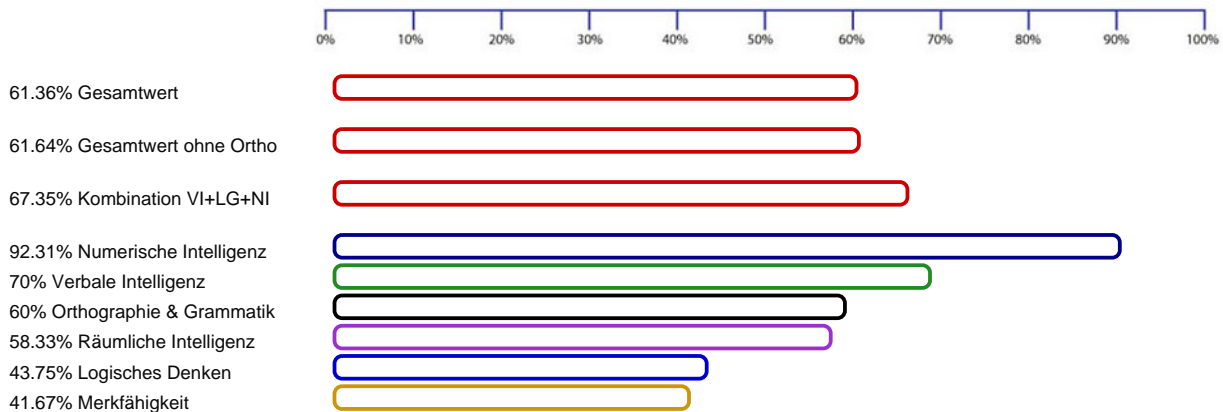 0% 10% 20% 30% 40% 50% 60% 70% 80% 90% 100%
61.36% Gesamtwert
61.64% Gesamtwert ohne Ortho
67.35% Kombination VI+LG+NI
92.31% Numerische Intelligenz
70% Verbale Intelligenz
60% Orthographie & Grammatik
58.33% Räumliche Intelligenz
43.75% Logisches Denken
41.67% Merkfähigkeit